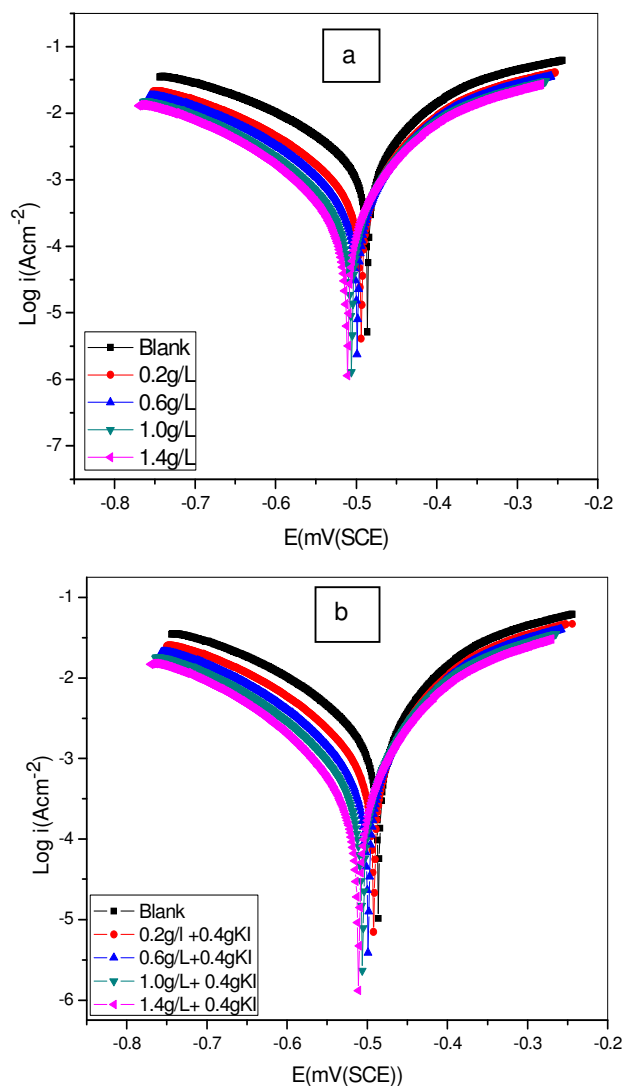 a
-1
-2
-3
-4
-5
-6
-7
Log i(Acm-2)
Blank
0.2g/L
0.6g/L
1.0g/L
1.4g/L
-0.8 -0.7 -0.6 -0.5 -0.4 -0.3 -0.2
E(mV(SCE)
b
-1
-2
-3
-4
-5
-6
Log i(Acm-2)
Blank
0.2g/l +0.4gKI
0.6g/L+0.4gKI
1.0g/L+ 0.4gKI
1.4g/L+ 0.4gKI
-0.8 -0.7 -0.6 -0.5 -0.4 -0.3 -0.2
E(mV(SCE))